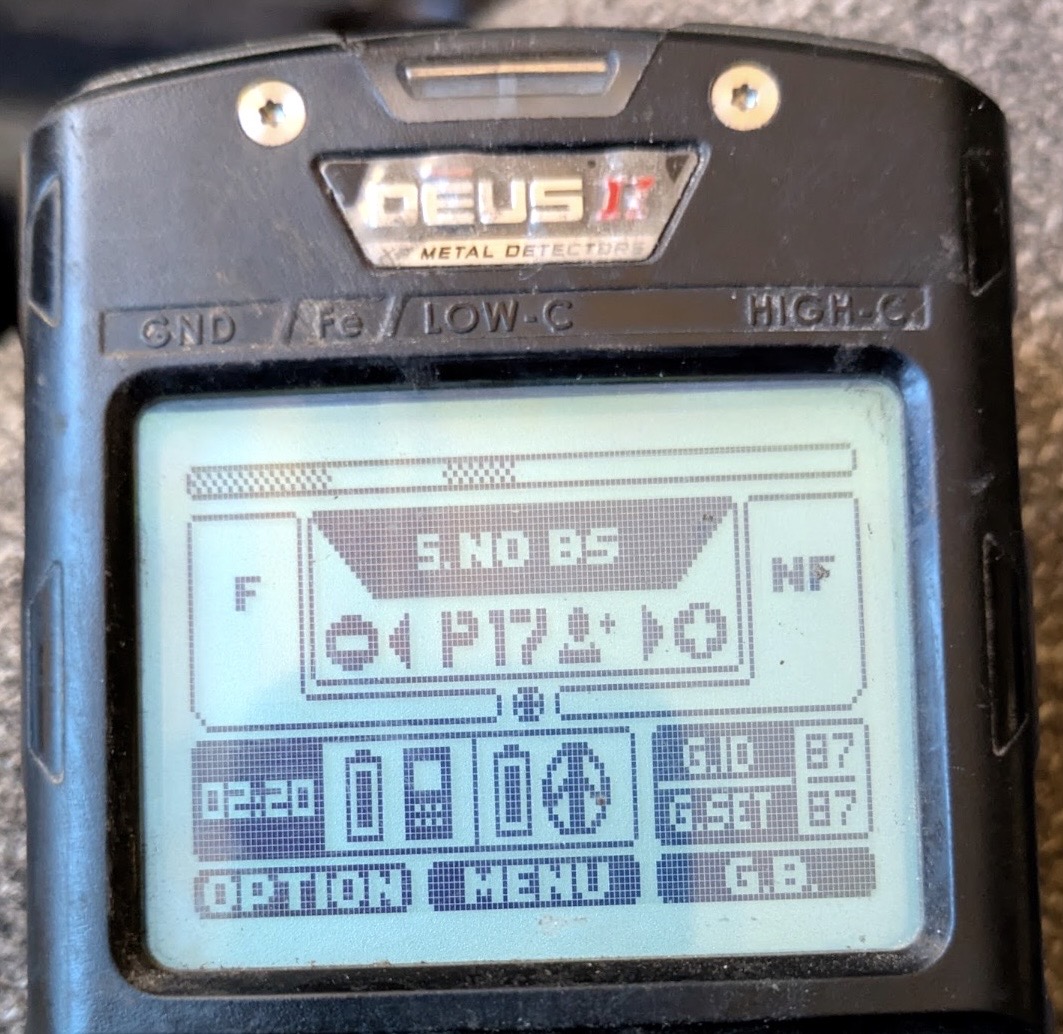 DEUS II
XP METAL DETECTORS
GND / Fe / LOW-C HIGH-C
S.NO BS
F P17 NF
02:20 G.ID 87
G.SET 87
OPTION MENU G.B.